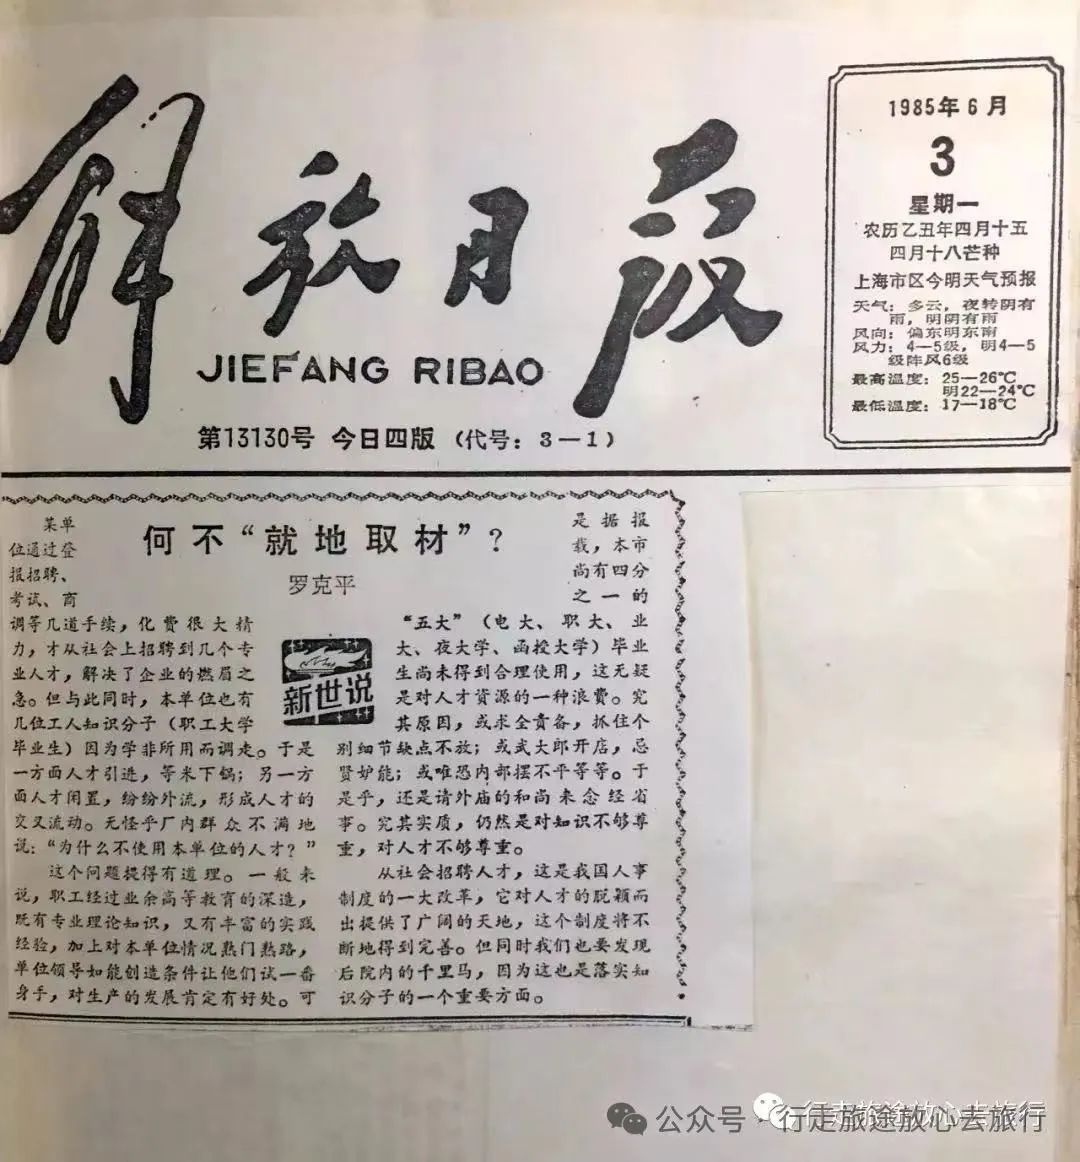 解放日报
JIEFANG RIBAO
第13130号 今日四版 （代号：3—1）
1985年6月
3
星期一
农历乙丑年四月十五
四月十八芒种
上海市区今明天气预报
天气：多云，夜转阴有
雨，明阴有雨
风向：偏东明东南
风力：4—5级，明4—5
级阵风6级
最高温度：25—26℃
明22—24℃
最低温度：17—18℃
何不“就地取材”？
罗克平
新世说
某单
位通过登
报招聘、
考试、商
调等几道手续，化费很大精
力，才从社会上招聘到几个专
业人才，解决了企业的燃眉之
急。但与此同时，本单位也有
几位工人知识分子（职工大学
毕业生）因为学非所用而调走。于是
一方面人才引进，等米下锅；另一方
面人才闲置，纷纷外流，形成人才的
交叉流动。无怪乎厂内群众不满地
说：“为什么不使用本单位的人才？”
这个问题提得有道理。一般来
说，职工经过业余高等教育的深造，
既有专业理论知识，又有丰富的实践
经验，加上对本单位情况熟门熟路，
单位领导如能创造条件让他们试一番
身手，对生产的发展肯定有好处。可
是据报
载，本市
尚有四分
之一的
“五大”（电大、职大、业
大、夜大学、函授大学）毕业
生尚未得到合理使用，这无疑
是对人才资源的一种浪费。究
其原因，或求全责备，抓住个
别细节缺点不放；或武大郎开店，忌
贤妒能；或唯恐内部摆不平等等。于
是乎，还是请外庙的和尚来念经省
事。究其实质，仍然是对知识不够尊
重，对人才不够尊重。
从社会招聘人才，这是我国人事
制度的一大改革，它对人才的脱颖而
出提供了广阔的天地，这个制度将不
断地得到完善。但同时我们也要发现
后院内的千里马，因为这也是落实知
识分子的一个重要方面。
行走旅途放心去旅行
公众号·行走旅途放心去旅行